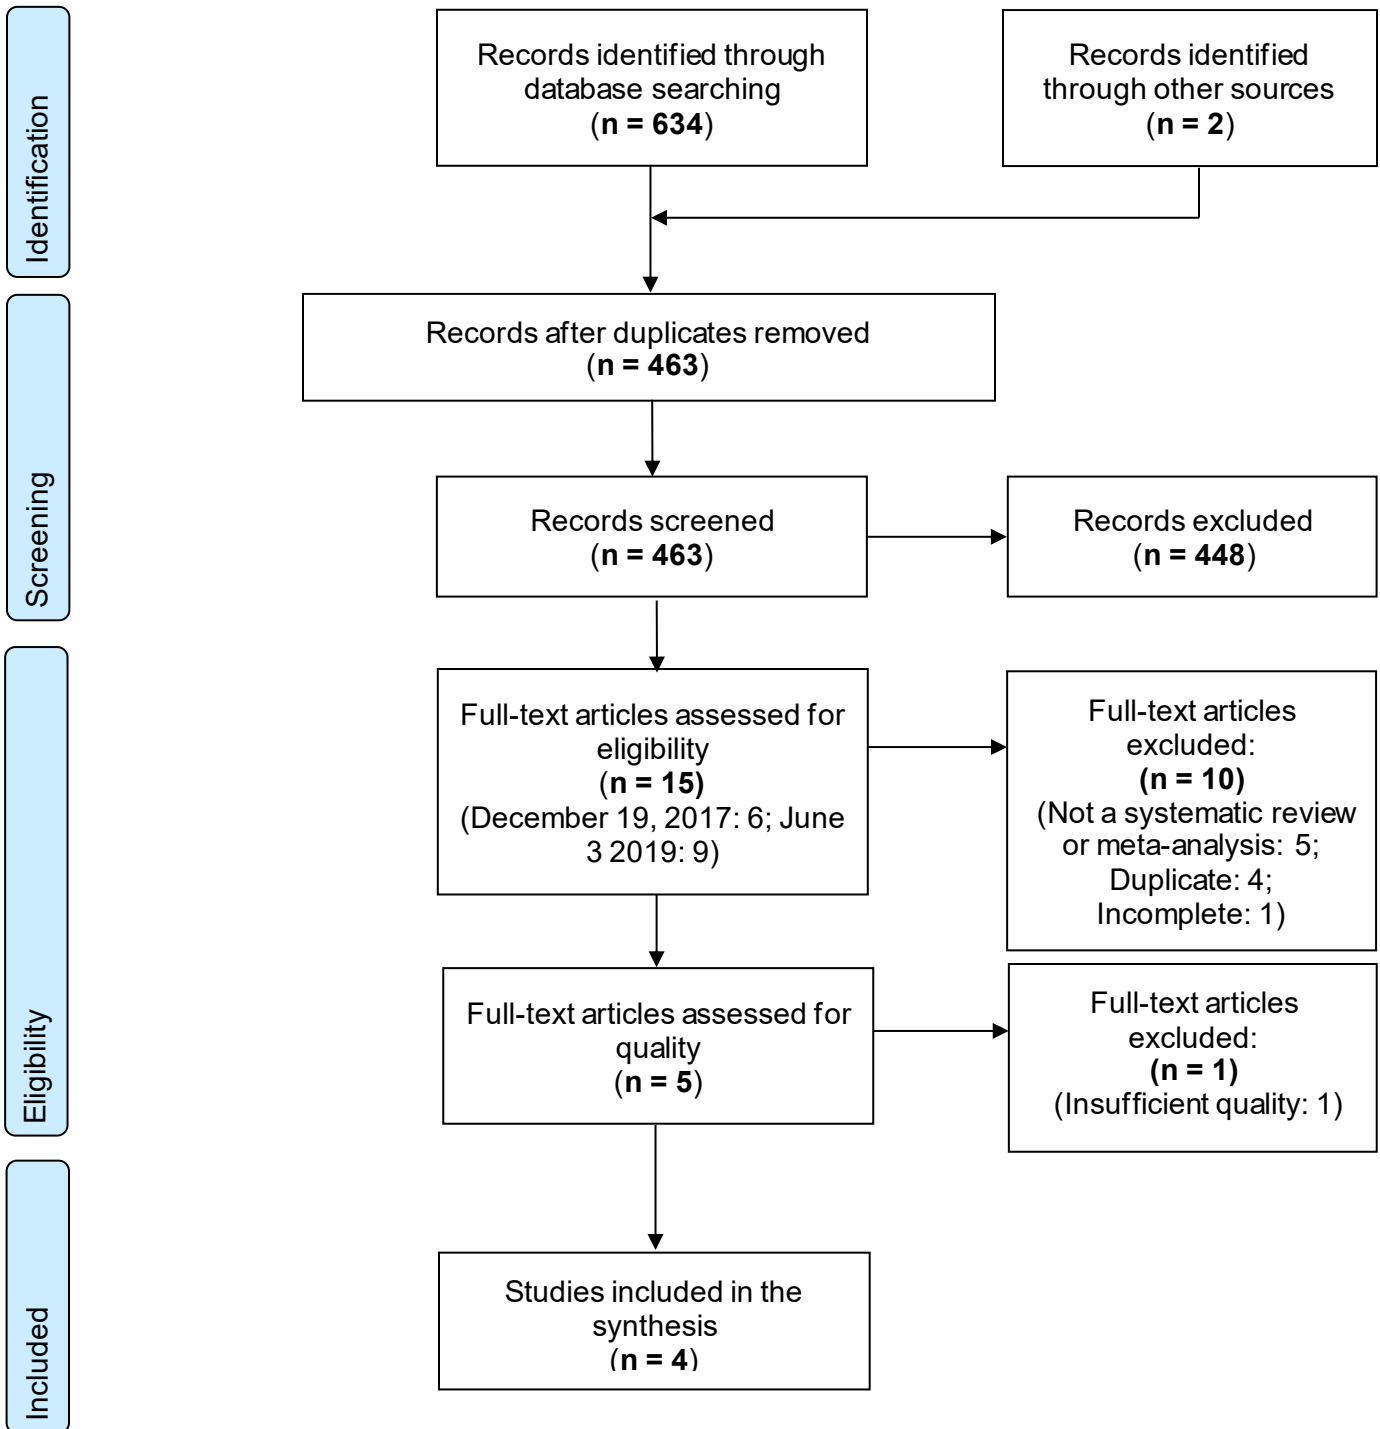 Identification
Records identified through
database searching
(n = 634)
Records identified
through other sources
(n = 2)
Screening
Records after duplicates removed
(n = 463)
Records screened
(n = 463)
Records excluded
(n = 448)
Eligibility
Full-text articles assessed for
eligibility
(n = 15)
(December 19, 2017: 6; June
3 2019: 9)
Full-text articles
excluded:
(n = 10)
(Not a systematic review
or meta-analysis: 5;
Duplicate: 4;
Incomplete: 1)
Full-text articles assessed for
quality
(n = 5)
Full-text articles
excluded:
(n = 1)
(Insufficient quality: 1)
Included
Studies included in the
synthesis
(n = 4)